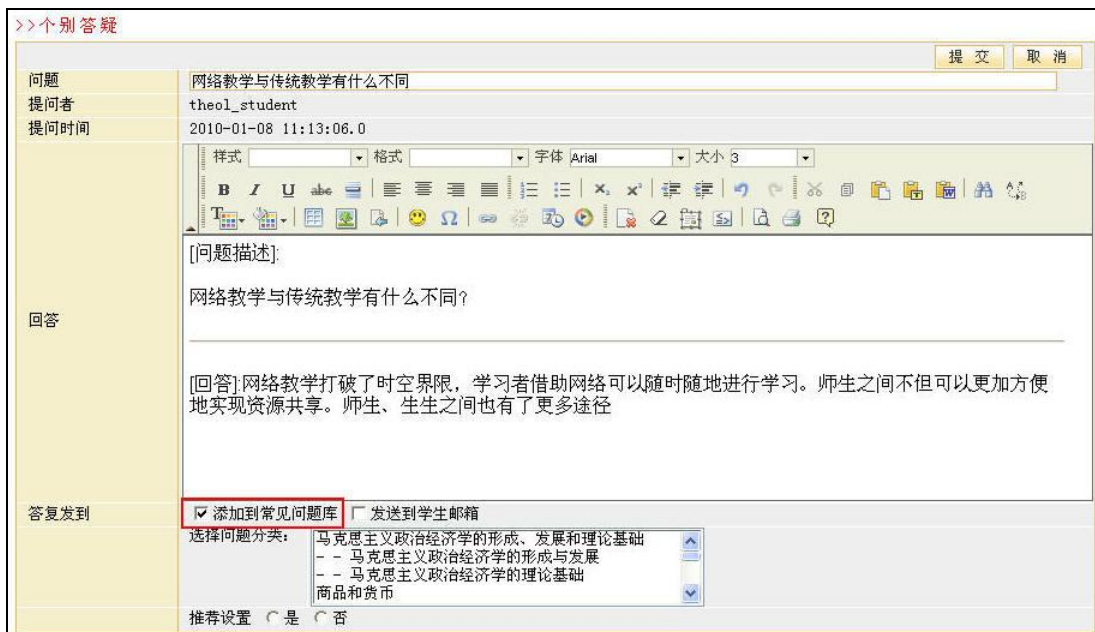 >>个别答疑
提 交 取 消
问题 网络教学与传统教学有什么不同
提问者 theol_student
提问时间 2010-01-08 11:13:06.0
样式 格式 字体 Arial 大小 3
B I U abc
[问题描述]:
网络教学与传统教学有什么不同?
回答
[回答]:网络教学打破了时空界限，学习者借助网络可以随时随地进行学习。师生之间不但可以更加方便
地实现资源共享。师生、生生之间也有了更多途径
答复发到 添加到常见问题库 发送到学生邮箱
选择问题分类： 马克思主义政治经济学的形成、发展和理论基础
- - 马克思主义政治经济学的形成与发展
- - 马克思主义政治经济学的理论基础
商品和货币
推荐设置 是 否